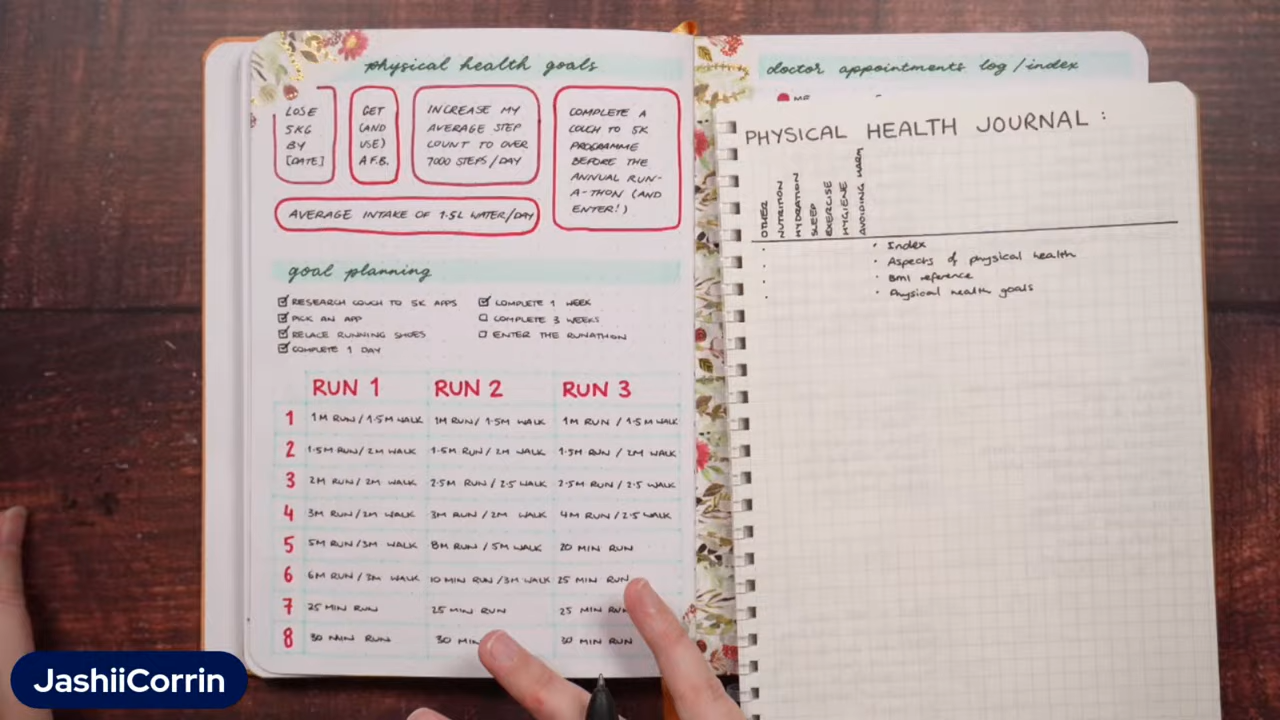 physical health goals
LOSE
5KG
BY
[DATE]
GET
(AND
USE)
A.F.B.
INCREASE MY
AVERAGE STEP
COUNT TO OVER
7000 STEPS/DAY
COMPLETE A
COUCH TO 5K
PROGRAMME
BEFORE THE
ANNUAL RUN-
A-THON (AND
ENTER!)
AVERAGE INTAKE OF 1.5L WATER/DAY
goal planning
RESEARCH COUCH TO 5K APPS
PICK AN APP
RELACE RUNNING SHOES
COMPLETE 1 DAY
COMPLETE 1 WEEK
COMPLETE 3 WEEKS
ENTER THE RUNATHON
RUN 1 RUN 2 RUN 3
1 1M RUN/1.5M WALK 1M RUN/ 1.5M WALK 1M RUN / 1.5M WALK
2 1.5M RUN/ 2M WALK 1.5M RUN / 2M WALK 1.5M RUN / 2M WALK
3 2M RUN/ 2M WALK 2.5M RUN / 2.5 WALK 2.5M RUN / 2.5 WALK
4 3M RUN/2M WALK 3M RUN /2M WALK 4M RUN /2.5 WALK
5 5M RUN/3M WALK 8M RUN / 5M WALK 20 MIN RUN
6 6M RUN / 3M WALK 10 MIN RUN /3M WALK 25 MIN RUN
7 25 MIN RUN 25 MIN RUN 25 MIN RUN
8 30 MIN RUN 30 MIN 30 MIN RUN
doctor appointments log /index
PHYSICAL HEALTH JOURNAL :
OTHER
NUTRITION
HYDRATION
SLEEP
EXERCISE
HYGIENE
AVOIDING HARM
• Index
• Aspects of physical health
• BMI reference
• Physical health goals
JashiiCorrin